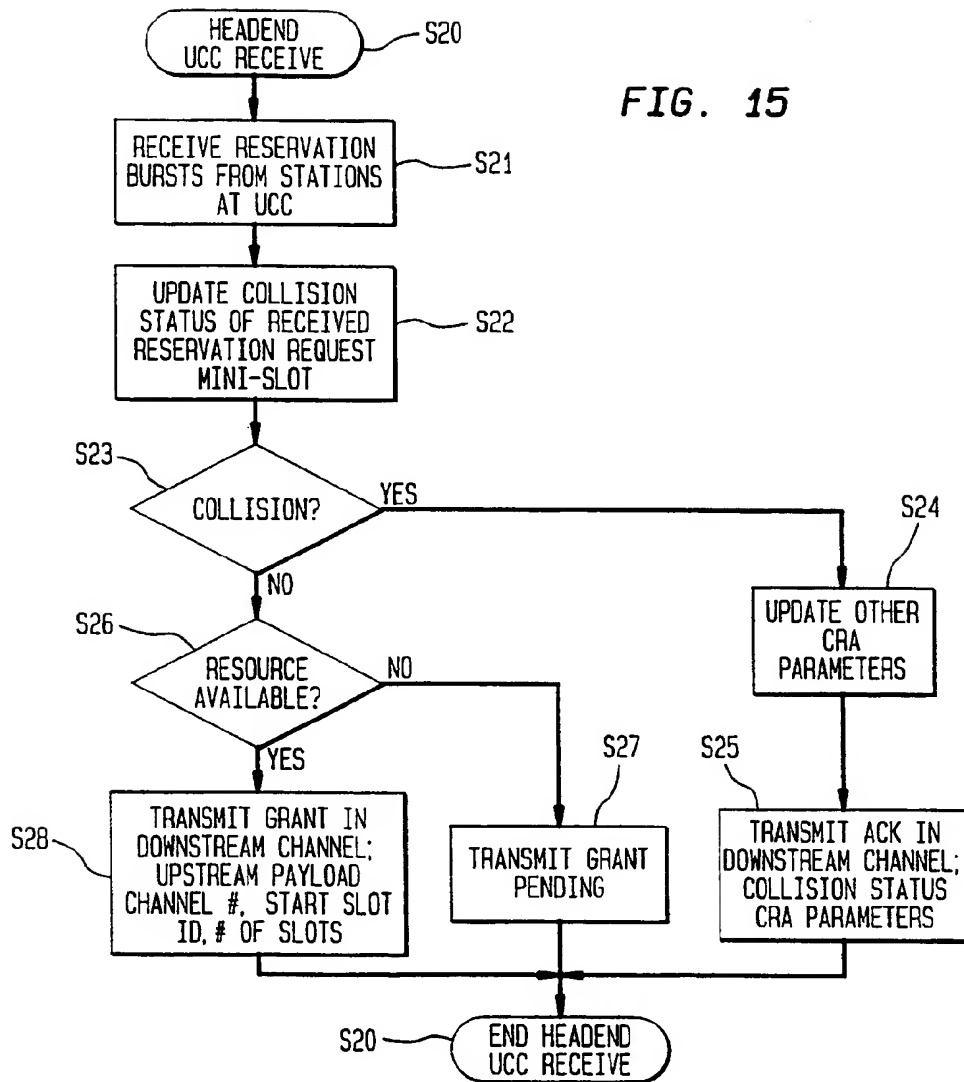 HEADEND
UCC RECEIVE
S20
FIG. 15
RECEIVE RESERVATION
BURSTS FROM STATIONS
AT UCC
S21
UPDATE COLLISION
STATUS OF RECEIVED
RESERVATION REQUEST
MINI-SLOT
S22
S23
COLLISION?
YES
NO
S24
UPDATE OTHER
CRA
PARAMETERS
S26
RESOURCE
AVAILABLE?
NO
YES
S28
TRANSMIT GRANT IN
DOWNSTREAM CHANNEL;
UPSTREAM PAYLOAD
CHANNEL #, START SLOT
ID, # OF SLOTS
S27
TRANSMIT GRANT
PENDING
S25
TRANSMIT ACK IN
DOWNSTREAM CHANNEL;
COLLISION STATUS
CRA PARAMETERS
S20
END HEADEND
UCC RECEIVE